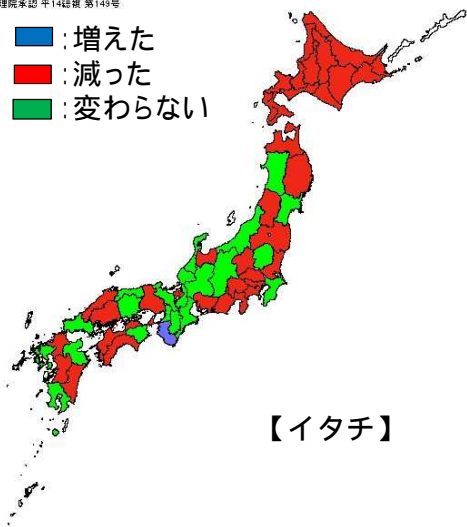 理院承認 平14総複 第149号
：増えた
：減った
：変わらない
【イタチ】